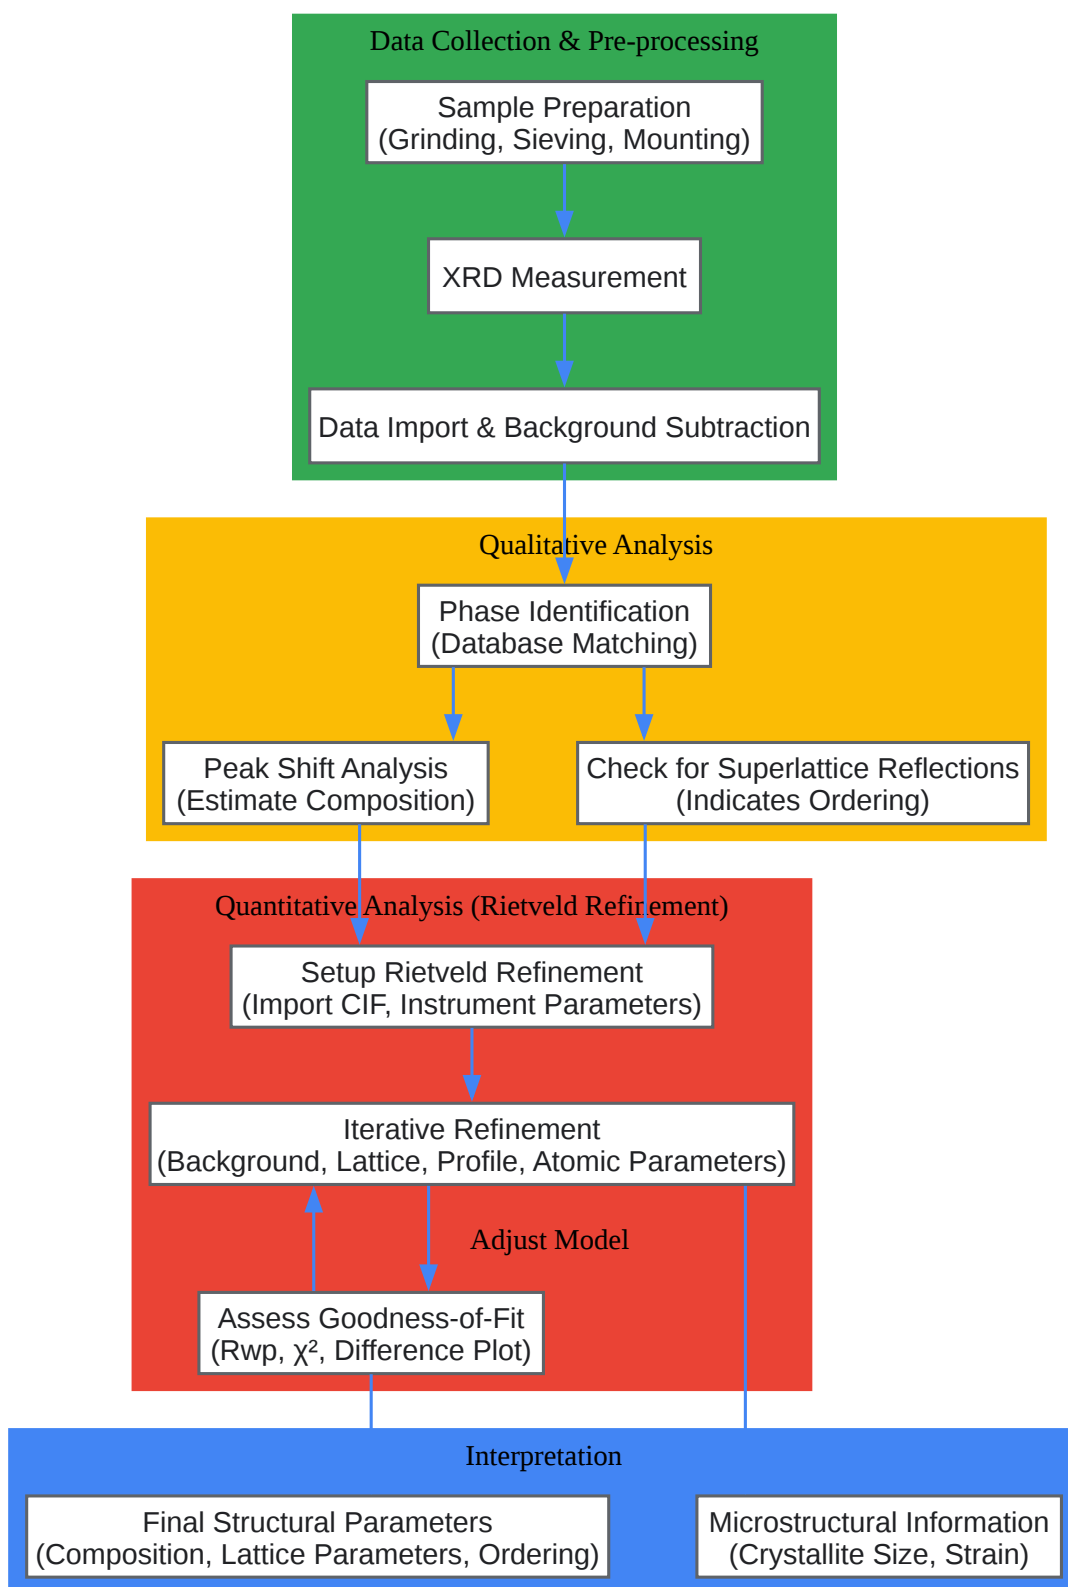 Data Collection & Pre-processing
Sample Preparation
(Grinding, Sieving, Mounting)
XRD Measurement
Data Import & Background Subtraction
Qualitative Analysis
Phase Identification
(Database Matching)
Peak Shift Analysis
(Estimate Composition)
Check for Superlattice Reflections
(Indicates Ordering)
Quantitative Analysis (Rietveld Refinement)
Setup Rietveld Refinement
(Import CIF, Instrument Parameters)
Iterative Refinement
(Background, Lattice, Profile, Atomic Parameters)
Adjust Model
Assess Goodness-of-Fit
(Rwp, χ², Difference Plot)
Interpretation
Final Structural Parameters
(Composition, Lattice Parameters, Ordering)
Microstructural Information
(Crystallite Size, Strain)